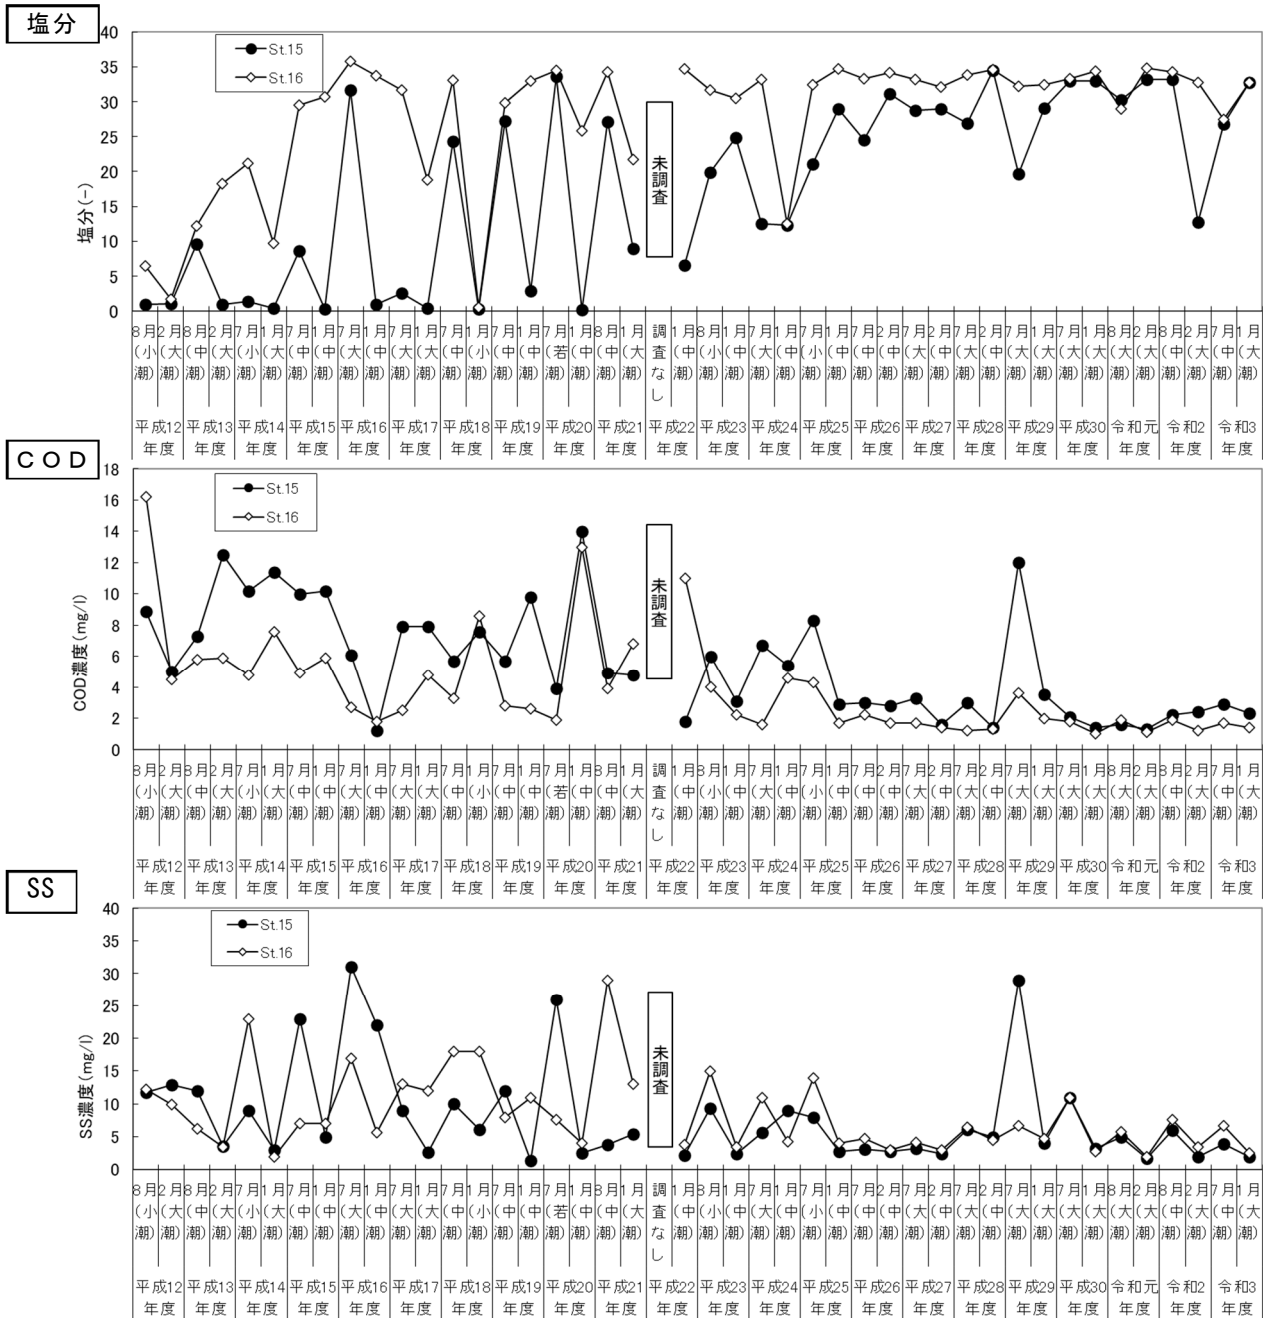 塩分
St.15
St.16
40
35
30
25
20
15
10
5
0
塩分(-)
未調査
8月(小潮) 2月(大潮) 8月(中潮) 2月(大潮) 7月(小潮) 1月(大潮) 7月(中潮) 1月(中潮) 7月(大潮) 1月(中潮) 7月(大潮) 1月(大潮) 7月(中潮) 1月(小潮) 7月(中潮) 1月(中潮) 7月(若潮) 1月(中潮) 8月(中潮) 1月(大潮) 調査なし 1月(中潮) 8月(小潮) 1月(中潮) 7月(大潮) 1月(中潮) 7月(小潮) 1月(中潮) 7月(中潮) 2月(中潮) 7月(大潮) 2月(中潮) 7月(大潮) 1月(中潮) 7月(大潮) 1月(大潮) 7月(大潮) 1月(大潮) 8月(大潮) 2月(大潮) 8月(中潮) 2月(大潮) 7月(中潮) 1月(大潮)
平成12年度 平成13年度 平成14年度 平成15年度 平成16年度 平成17年度 平成18年度 平成19年度 平成20年度 平成21年度 平成22年度 平成23年度 平成24年度 平成25年度 平成26年度 平成27年度 平成28年度 平成29年度 平成30年度 令和元年度 令和2年度 令和3年度
COD
St.15
St.16
18
16
14
12
10
8
6
4
2
0
COD濃度(mg/l)
未調査
8月(小潮) 2月(大潮) 8月(中潮) 2月(大潮) 7月(小潮) 1月(大潮) 7月(中潮) 1月(中潮) 7月(大潮) 1月(中潮) 7月(大潮) 1月(大潮) 7月(中潮) 1月(小潮) 7月(中潮) 1月(中潮) 7月(若潮) 1月(中潮) 8月(中潮) 1月(大潮) 調査なし 1月(中潮) 8月(小潮) 1月(中潮) 7月(大潮) 1月(中潮) 7月(小潮) 1月(中潮) 7月(中潮) 2月(中潮) 7月(大潮) 2月(中潮) 7月(大潮) 1月(中潮) 7月(大潮) 1月(大潮) 7月(大潮) 1月(大潮) 8月(大潮) 2月(大潮) 8月(中潮) 2月(大潮) 7月(中潮) 1月(大潮)
平成12年度 平成13年度 平成14年度 平成15年度 平成16年度 平成17年度 平成18年度 平成19年度 平成20年度 平成21年度 平成22年度 平成23年度 平成24年度 平成25年度 平成26年度 平成27年度 平成28年度 平成29年度 平成30年度 令和元年度 令和2年度 令和3年度
SS
St.15
St.16
40
35
30
25
20
15
10
5
0
SS濃度(mg/l)
未調査
8月(小潮) 2月(大潮) 8月(中潮) 2月(大潮) 7月(小潮) 1月(大潮) 7月(中潮) 1月(中潮) 7月(大潮) 1月(中潮) 7月(大潮) 1月(大潮) 7月(中潮) 1月(小潮) 7月(中潮) 1月(中潮) 7月(若潮) 1月(中潮) 8月(中潮) 1月(大潮) 調査なし 1月(中潮) 8月(小潮) 1月(中潮) 7月(大潮) 1月(中潮) 7月(小潮) 1月(中潮) 7月(中潮) 2月(中潮) 7月(大潮) 2月(中潮) 7月(大潮) 1月(中潮) 7月(大潮) 1月(大潮) 7月(大潮) 1月(大潮) 8月(大潮) 2月(大潮) 8月(中潮) 2月(大潮) 7月(中潮) 1月(大潮)
平成12年度 平成13年度 平成14年度 平成15年度 平成16年度 平成17年度 平成18年度 平成19年度 平成20年度 平成21年度 平成22年度 平成23年度 平成24年度 平成25年度 平成26年度 平成27年度 平成28年度 平成29年度 平成30年度 令和元年度 令和2年度 令和3年度